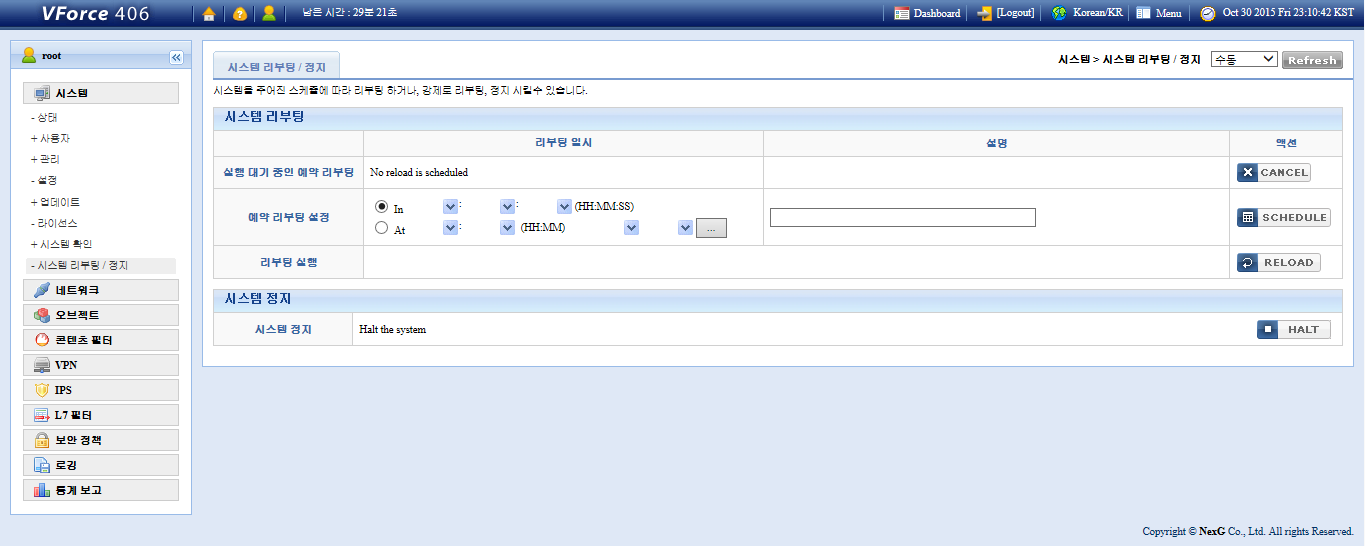 VForce 406 남은 시간 : 29분 21초 Dashboard [Logout] Korean/KR Menu Oct 30 2015 Fri 23:10:42 KST
root
시스템
- 상태
+ 사용자
+ 관리
- 설정
+ 업데이트
- 라이선스
+ 시스템 확인
- 시스템 리부팅 / 정지
네트워크
오브젝트
콘텐츠 필터
VPN
IPS
L7 필터
보안 정책
로깅
통계 보고
시스템 리부팅 / 정지
시스템 > 시스템 리부팅 / 정지 수동 Refresh
시스템을 주어진 스케쥴에 따라 리부팅 하거나, 강제로 리부팅, 정지 시킬수 있습니다.
시스템 리부팅
리부팅 일시 설명 액션
실행 대기 중인 예약 리부팅 No reload is scheduled CANCEL
예약 리부팅 설정
In : : (HH:MM:SS)
At : (HH:MM) ...
SCHEDULE
리부팅 실행 RELOAD
시스템 정지
시스템 정지 Halt the system HALT
Copyright © NexG Co., Ltd. All rights Reserved.